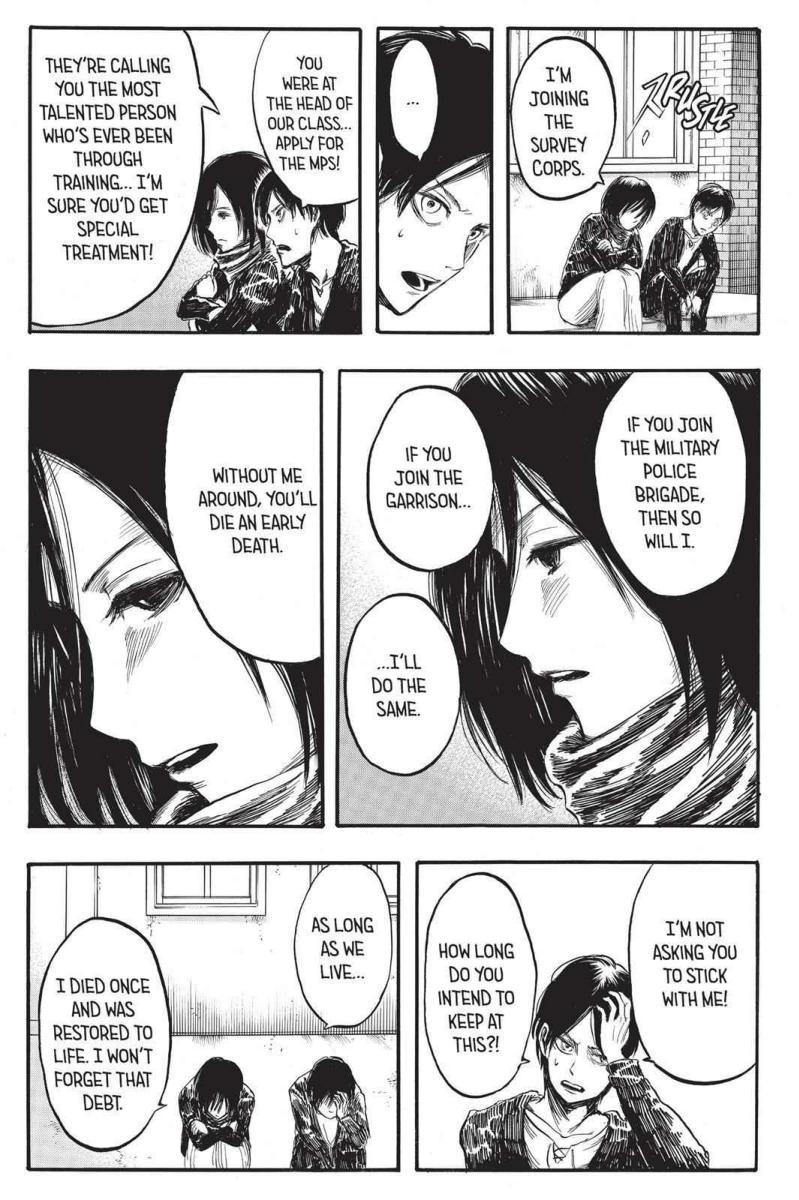 I'M
JOINING
THE
SURVEY
CORPS.
RUSTLE
...
YOU
WERE AT
THE HEAD OF
OUR CLASS...
APPLY FOR
THE MPS!
THEY'RE CALLING
YOU THE MOST
TALENTED PERSON
WHO'S EVER BEEN
THROUGH
TRAINING... I'M
SURE YOU'D GET
SPECIAL
TREATMENT!
IF YOU JOIN
THE MILITARY
POLICE
BRIGADE,
THEN SO
WILL I.
IF YOU
JOIN THE
GARRISON...
...I'LL
DO THE
SAME.
WITHOUT ME
AROUND, YOU'LL
DIE AN EARLY
DEATH.
I'M NOT
ASKING YOU
TO STICK
WITH ME!
HOW LONG
DO YOU
INTEND TO
KEEP AT
THIS?!
AS LONG
AS WE
LIVE...
I DIED ONCE
AND WAS
RESTORED TO
LIFE. I WON'T
FORGET THAT
DEBT.